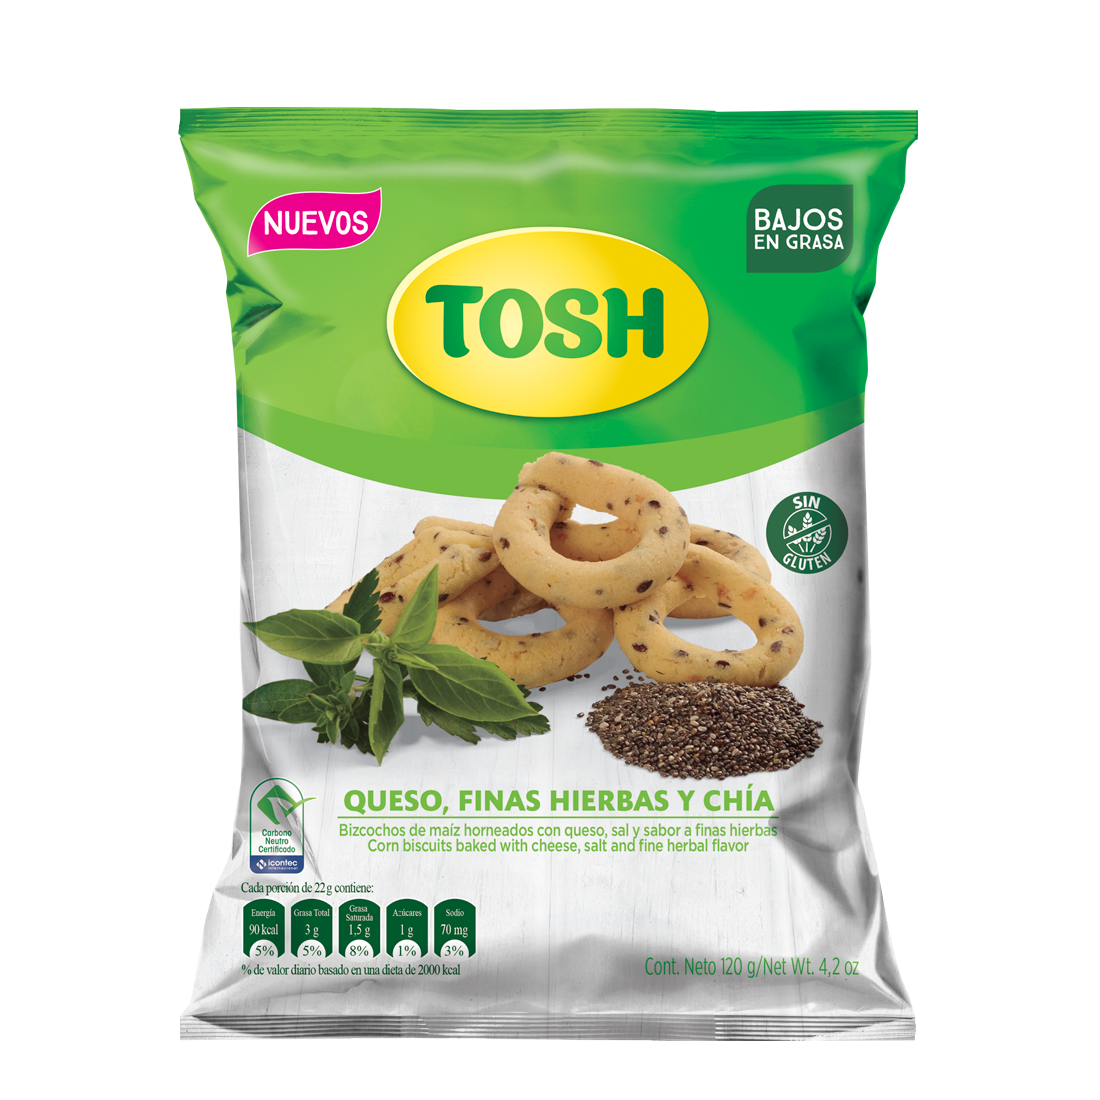 NUEVOS
BAJOS
EN GRASA
TOSH
SIN
GLUTEN
QUESO, FINAS HIERBAS Y CHÍA
Bizcochos de maíz horneados con queso, sal y sabor a finas hierbas
Corn biscuits baked with cheese, salt and fine herbal flavor
Carbono
Neutro
Certificado
icontec
internacional
Cada porción de 22 g contiene:
Energía
90 kcal
5%
Grasa Total
3 g
5%
Grasa
Saturada
1,5 g
8%
Azúcares
1 g
1%
Sodio
70 mg
3%
% de valor diario basado en una dieta de 2000 kcal
Cont. Neto 120 g/Net Wt. 4,2 oz